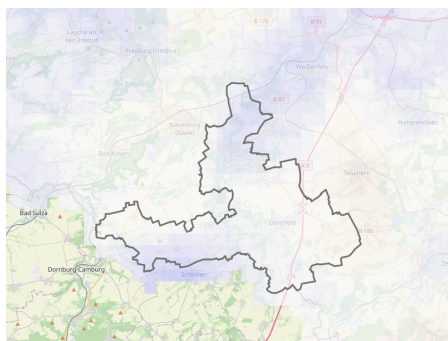 Laucha an
der Unstrut
B 176
B 91
Freyburg (Unstrut)
Weißenfels
B 87
Naumburg
(Saale)
Hohenmölsen
Bad Kösen
Teuchern
Bad Sulza
Osterfeld
B 180
Dornburg-Camburg
Schkölen